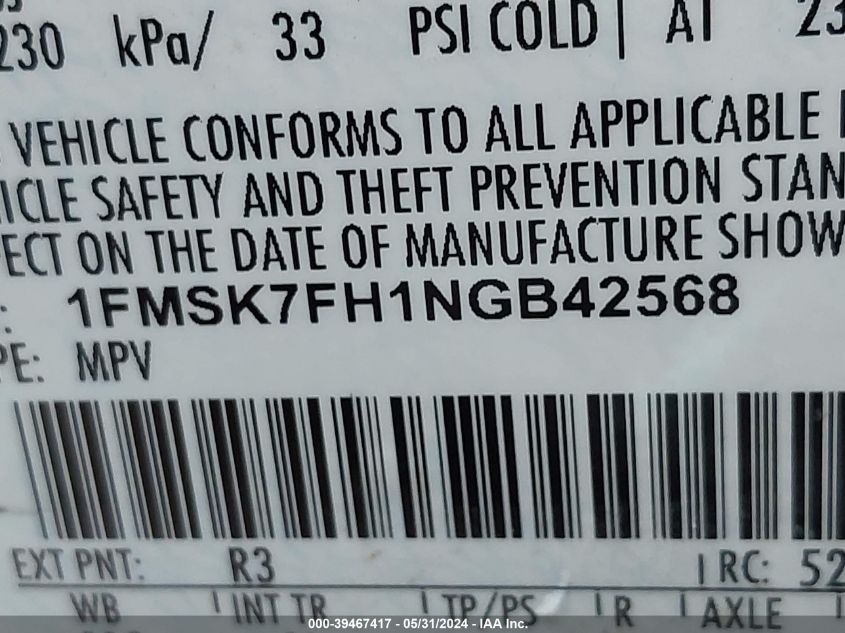 230 kPa/ 33 PSI COLD | AT 23
VEHICLE CONFORMS TO ALL APPLICABLE
ICLE SAFETY AND THEFT PREVENTION STAN
ECT ON THE DATE OF MANUFACTURE SHOW
: 1FMSK7FH1NGB42568
PE: MPV
EXT PNT: R3 | RC: 52
WB | INT TR | TP/PS | R | AXLE
000-39467417 - 05/31/2024 - IAA Inc.